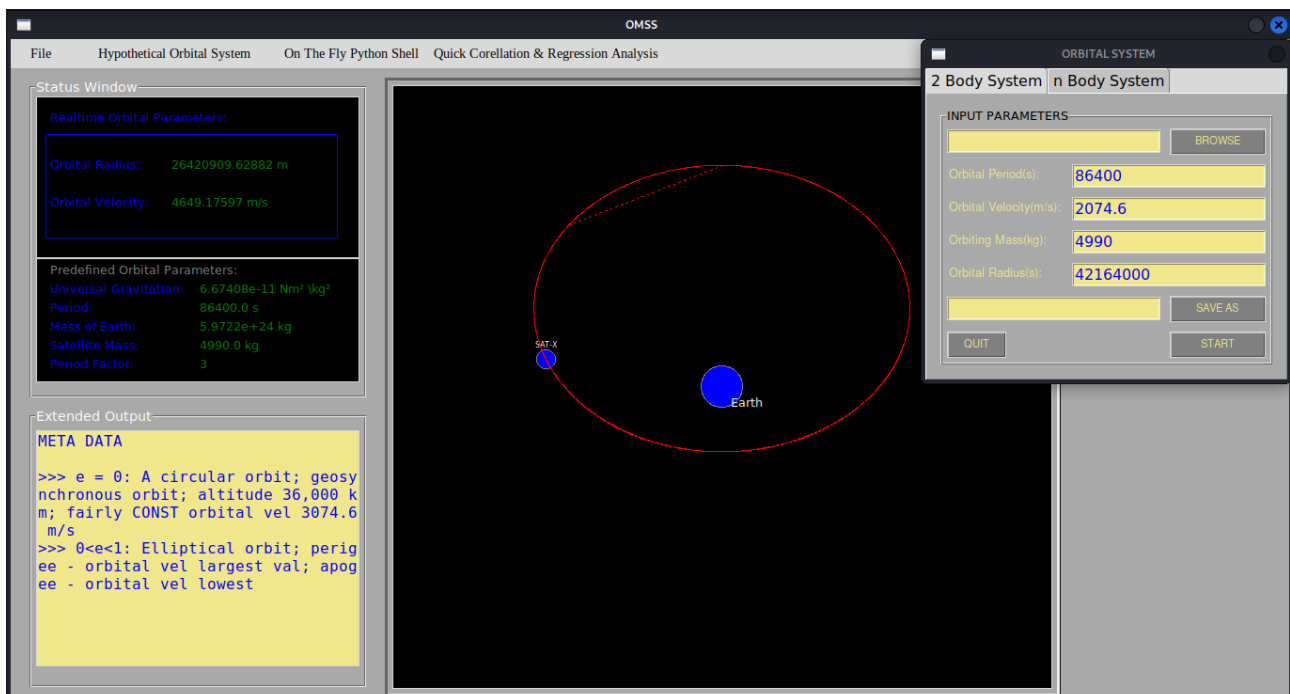 OMSS
File Hypothetical Orbital System On The Fly Python Shell Quick Corellation & Regression Analysis
Status Window
Realtime Orbital Parameters:
Orbital Radius: 26420909.62882 m
Orbital Velocity: 4649.17597 m/s
Predefined Orbital Parameters:
Universal Gravitation: 6.67408e-11 Nm² \kg²
Period: 86400.0 s
Mass of Earth: 5.9722e+24 kg
Satellite Mass: 4990.0 kg
Period Factor: 3
Extended Output
META DATA
>>> e = 0: A circular orbit; geosy
nchronous orbit; altitude 36,000 k
m; fairly CONST orbital vel 3074.6
m/s
>>> 0<e<1: Elliptical orbit; perig
ee - orbital vel largest val; apog
ee - orbital vel lowest
SAT-X
Earth
ORBITAL SYSTEM
2 Body System n Body System
INPUT PARAMETERS
BROWSE
Orbital Period(s): 86400
Orbital Velocity(m/s): 2074.6
Orbiting Mass(kg): 4990
Orbital Radius(s): 42164000
SAVE AS
QUIT START